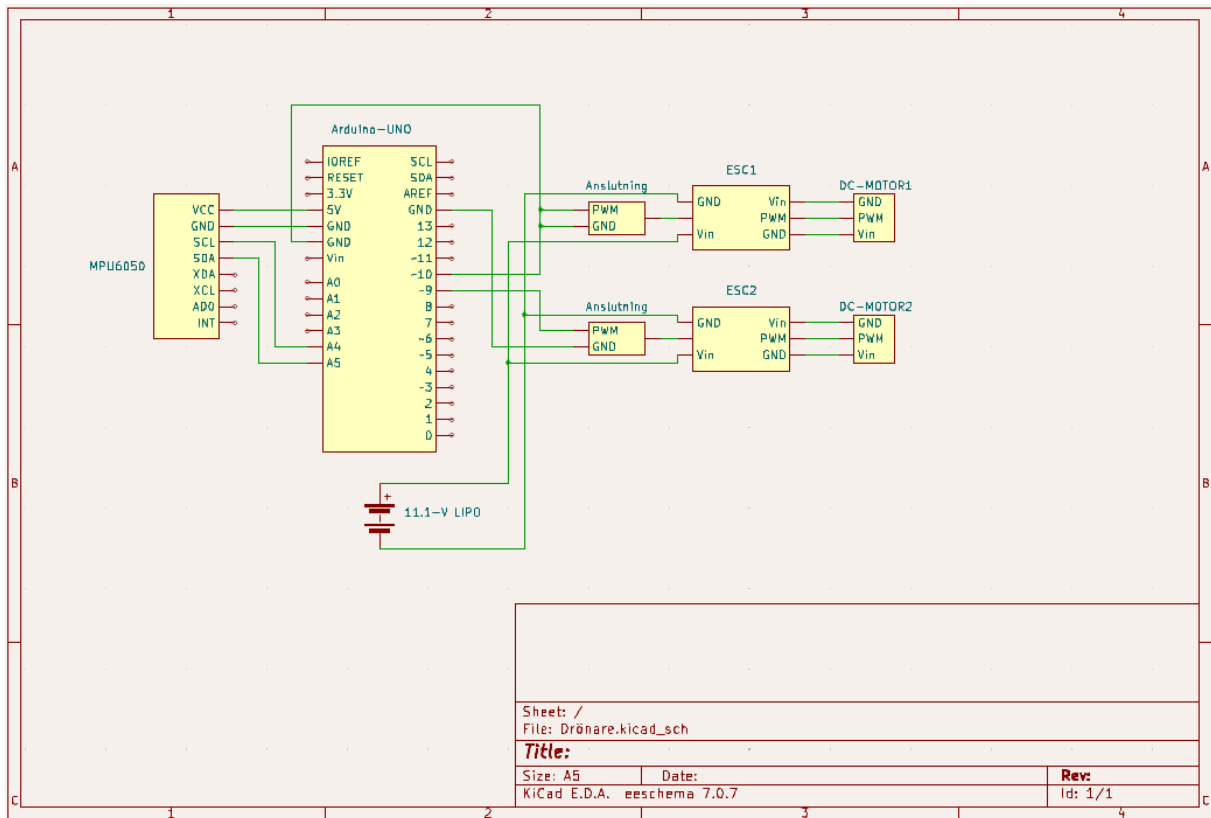 1 2 3 4
A A
B B
C C
Arduino-UNO
IOREF
RESET
3.3V
5V
GND
GND
Vin
A0
A1
A2
A3
A4
A5
SCL
SDA
AREF
GND
13
12
~11
~10
~9
8
7
~6
~5
4
~3
2
1
0
MPU6050
VCC
GND
SCL
SDA
XDA
XCL
AD0
INT
Anslutning
PWM
GND
ESC1
GND
Vin
Vin
PWM
GND
DC-MOTOR1
GND
PWM
Vin
Anslutning
PWM
GND
ESC2
GND
Vin
Vin
PWM
GND
DC-MOTOR2
GND
PWM
Vin
+
11.1-V LIPO
Sheet: /
File: Drönare.kicad_sch
Title:
Size: A5 Date: Rev:
KiCad E.D.A. eeschema 7.0.7 Id: 1/1
1 2 3 4